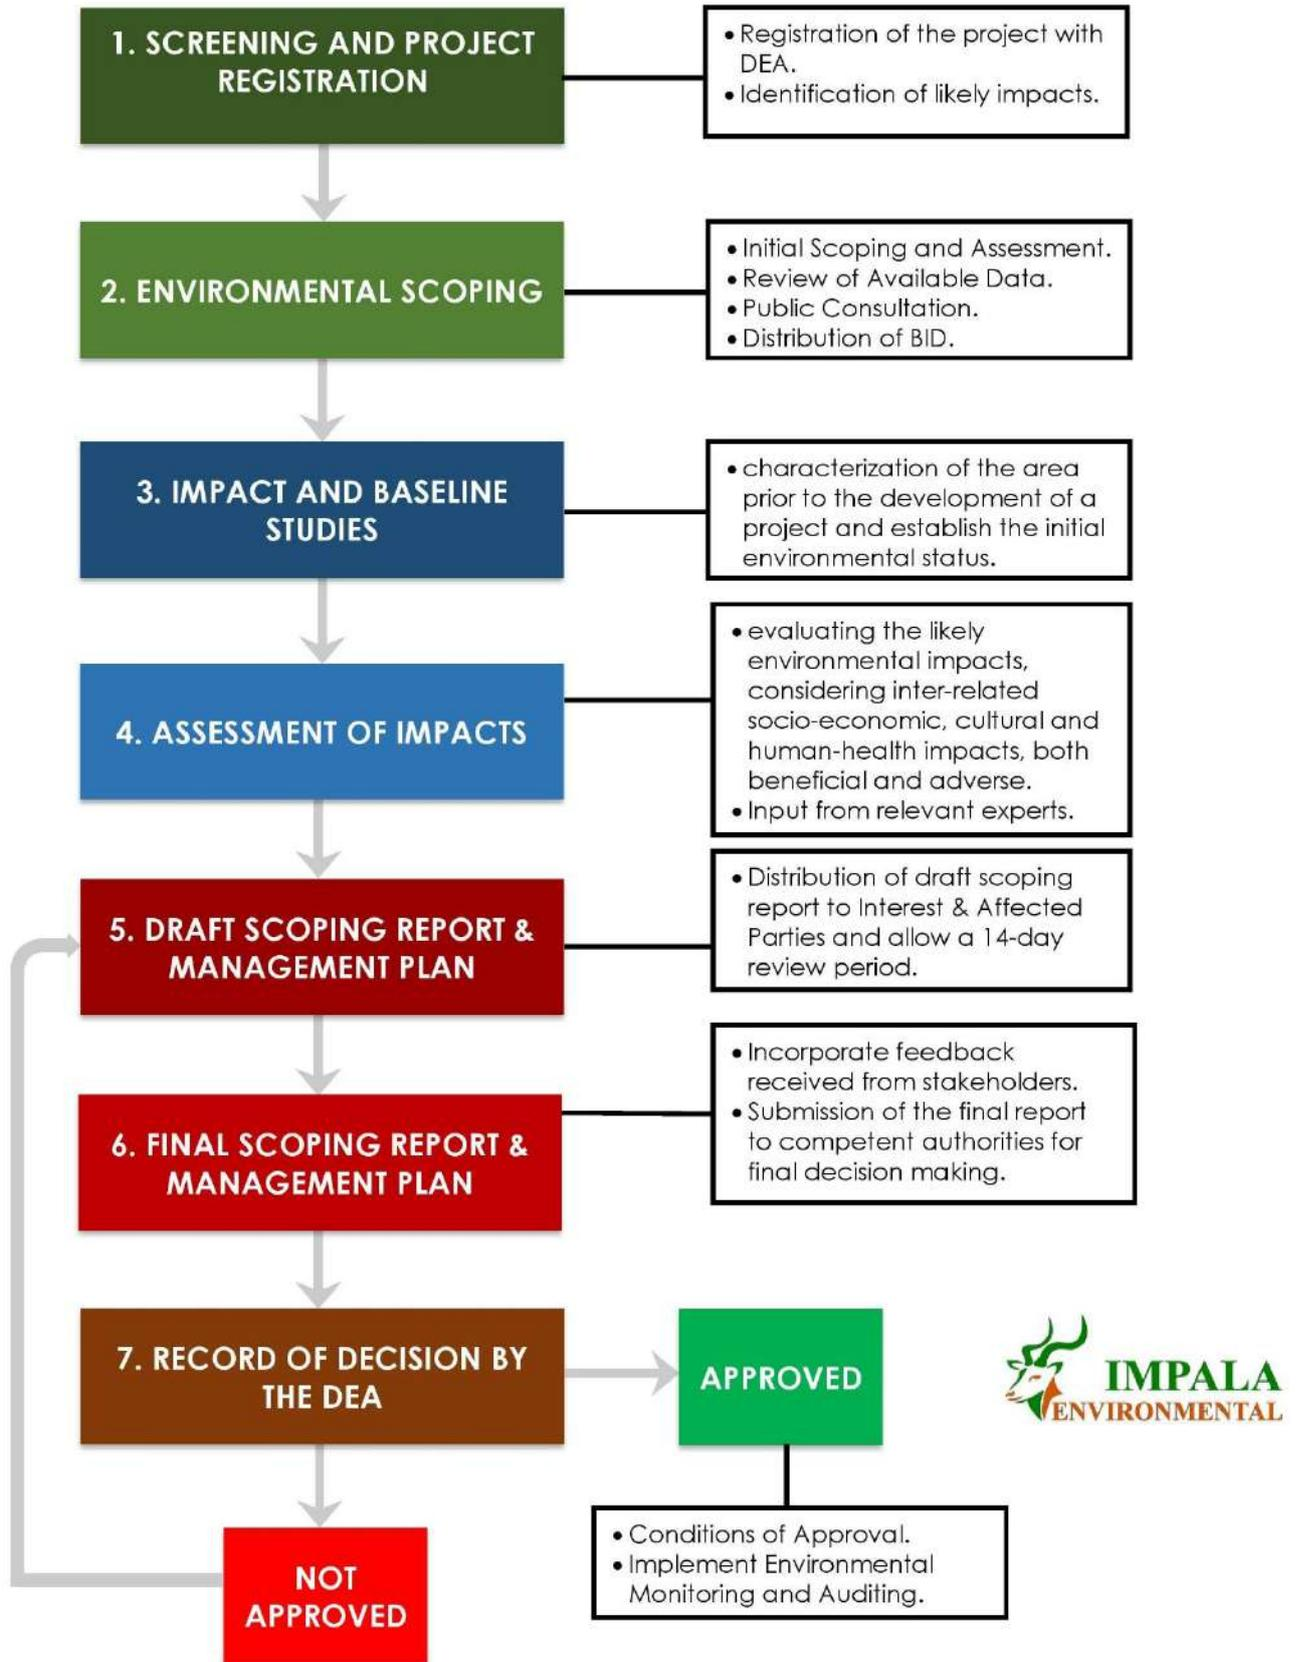 1. SCREENING AND PROJECT
REGISTRATION
• Registration of the project with
DEA.
• Identification of likely impacts.
2. ENVIRONMENTAL SCOPING
• Initial Scoping and Assessment.
• Review of Available Data.
• Public Consultation.
• Distribution of BID.
3. IMPACT AND BASELINE
STUDIES
• characterization of the area
prior to the development of a
project and establish the initial
environmental status.
4. ASSESSMENT OF IMPACTS
• evaluating the likely
environmental impacts,
considering inter-related
socio-economic, cultural and
human-health impacts, both
beneficial and adverse.
• Input from relevant experts.
5. DRAFT SCOPING REPORT &
MANAGEMENT PLAN
• Distribution of draft scoping
report to Interest & Affected
Parties and allow a 14-day
review period.
6. FINAL SCOPING REPORT &
MANAGEMENT PLAN
• Incorporate feedback
received from stakeholders.
• Submission of the final report
to competent authorities for
final decision making.
7. RECORD OF DECISION BY
THE DEA
APPROVED
IMPALA
ENVIRONMENTAL
• Conditions of Approval.
• Implement Environmental
Monitoring and Auditing.
NOT
APPROVED